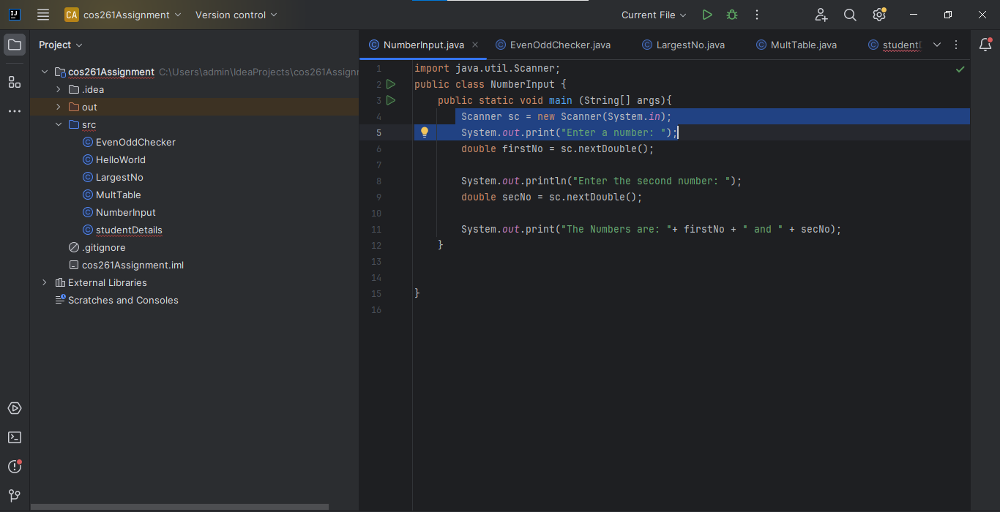 CA cos261Assignment Version control Current File
Project
NumberInput.java EvenOddChecker.java LargestNo.java MultTable.java student
cos261Assignment C:\Users\admin\IdeaProjects\cos261Assignm
.idea
out
src
EvenOddChecker
HelloWorld
LargestNo
MultTable
NumberInput
studentDetails
.gitignore
cos261Assignment.iml
External Libraries
Scratches and Consoles
1 import java.util.Scanner;
2 public class NumberInput {
3 public static void main (String[] args){
4 Scanner sc = new Scanner(System.in);
5 System.out.print("Enter a number: ");
6 double firstNo = sc.nextDouble();
7
8 System.out.println("Enter the second number: ");
9 double secNo = sc.nextDouble();
10
11 System.out.print("The Numbers are: "+ firstNo + " and " + secNo);
12 }
13
14
15 }
16